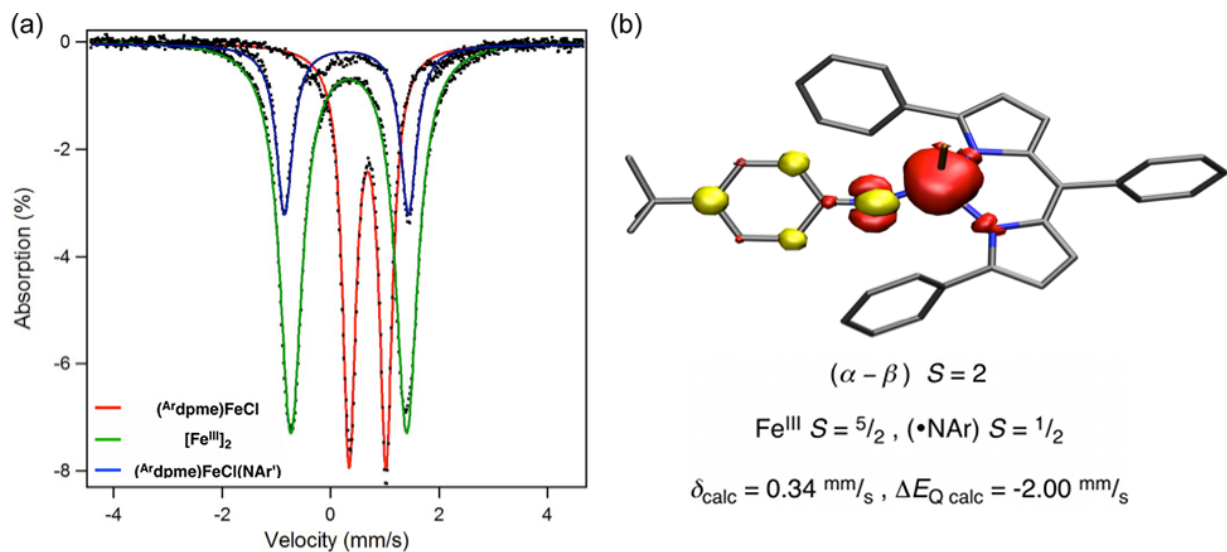 (a)
0
-2
-4
-6
-8
Absorption (%)
(ᴬʳdpme)FeCl
[Feᴵᴵᴵ]₂
(ᴬʳdpme)FeCl(NAr')
-4 -2 0 2 4
Velocity (mm/s)
(b)
(α – β) S = 2
Feᴵᴵᴵ S = ⁵/₂ , (•NAr) S = ¹/₂
δcalc = 0.34 mm/s , ΔEQ calc = -2.00 mm/s